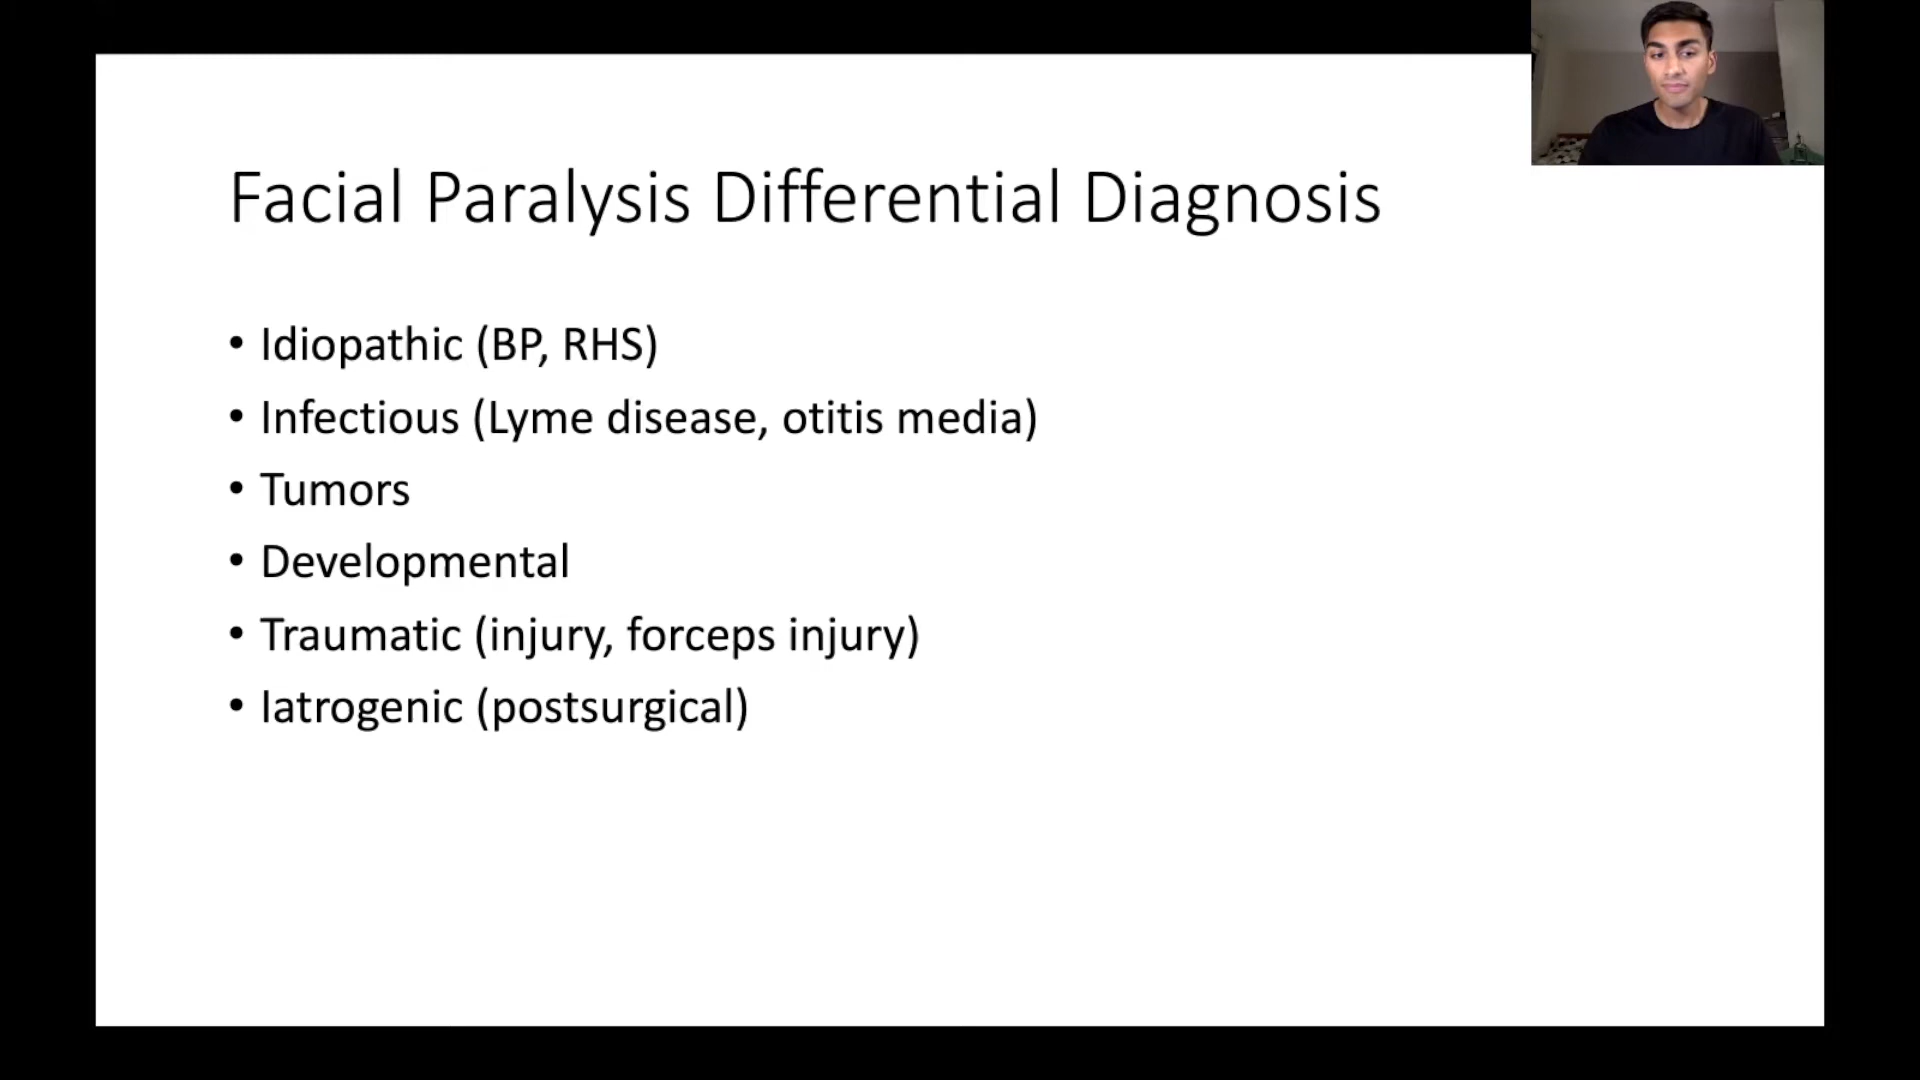 Facial Paralysis Differential Diagnosis
• Idiopathic (BP, RHS)
• Infectious (Lyme disease, otitis media)
• Tumors
• Developmental
• Traumatic (injury, forceps injury)
• Iatrogenic (postsurgical)